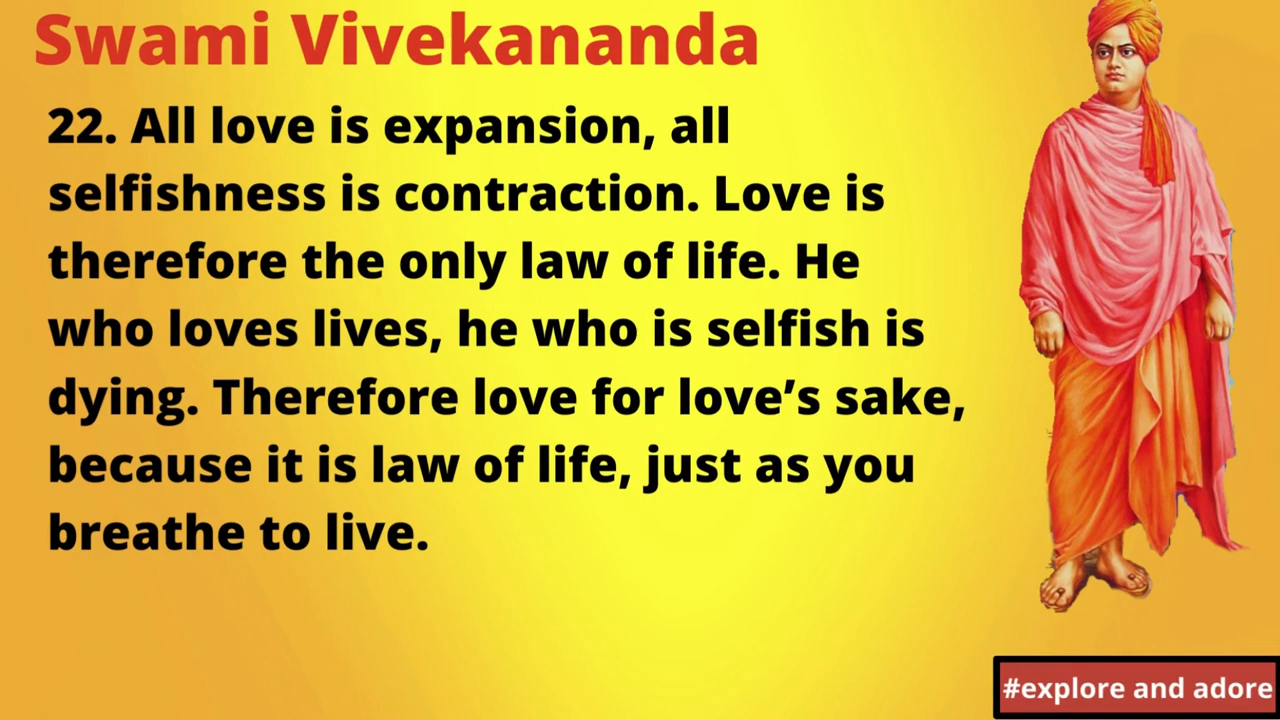 Swami Vivekananda
22. All love is expansion, all
selfishness is contraction. Love is
therefore the only law of life. He
who loves lives, he who is selfish is
dying. Therefore love for love’s sake,
because it is law of life, just as you
breathe to live.
#explore and adore